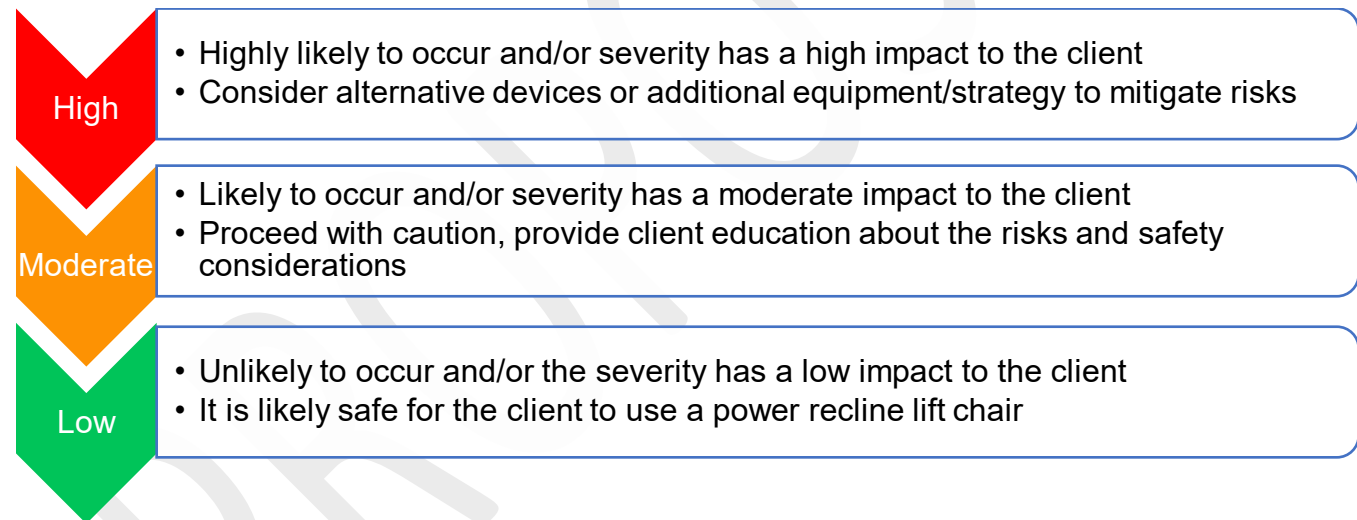 High
• Highly likely to occur and/or severity has a high impact to the client
• Consider alternative devices or additional equipment/strategy to mitigate risks
Moderate
• Likely to occur and/or severity has a moderate impact to the client
• Proceed with caution, provide client education about the risks and safety
considerations
Low
• Unlikely to occur and/or the severity has a low impact to the client
• It is likely safe for the client to use a power recline lift chair